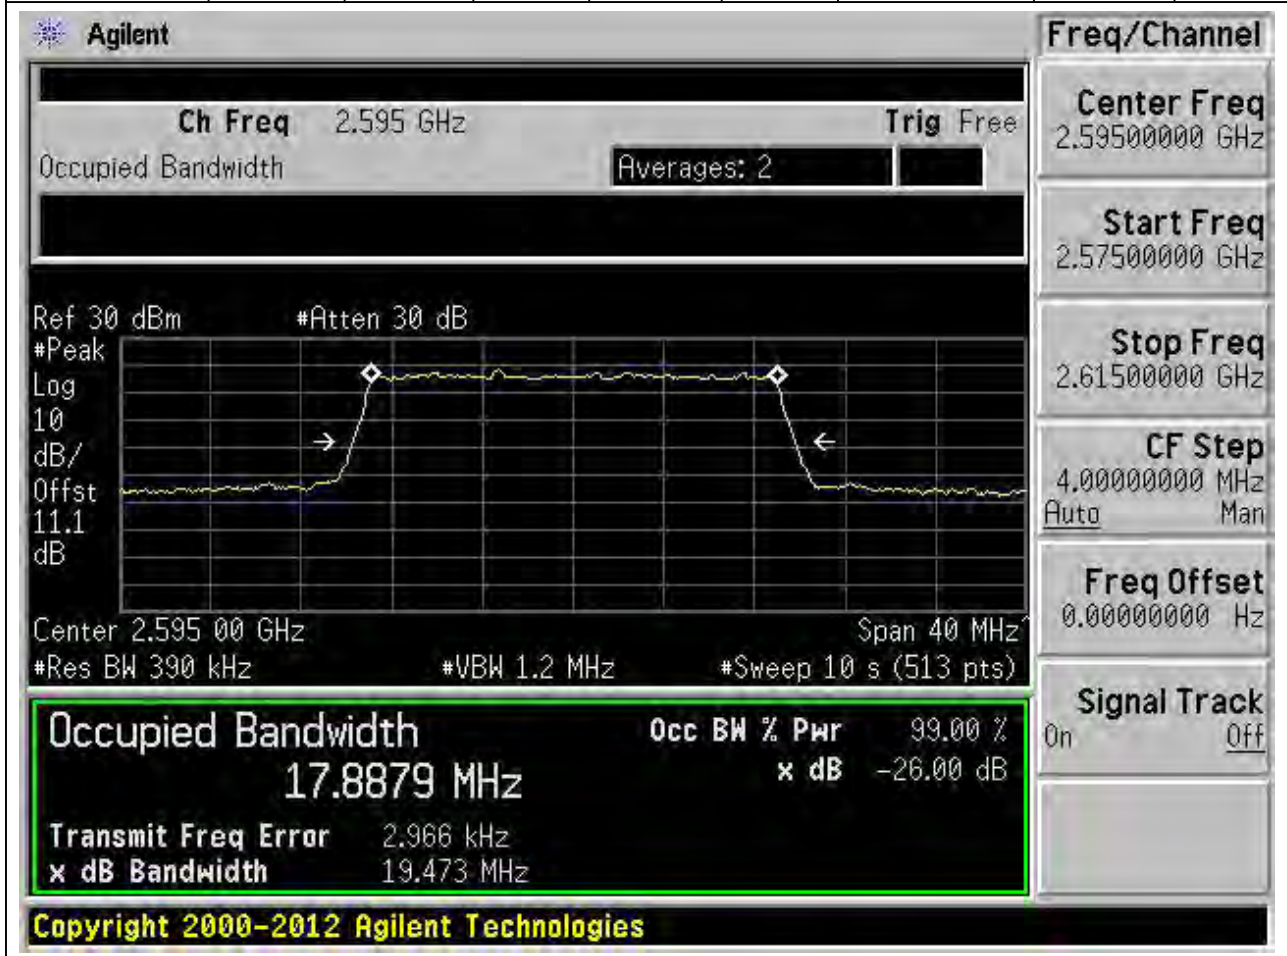 Agilent
Freq/Channel
Ch Freq 2.595 GHz Trig Free
Occupied Bandwidth Averages: 2
Center Freq
2.59500000 GHz
Start Freq
2.57500000 GHz
Stop Freq
2.61500000 GHz
CF Step
4.00000000 MHz
Auto Man
Freq Offset
0.00000000 Hz
Signal Track
On Off
Ref 30 dBm #Atten 30 dB
#Peak
Log
10
dB/
Offst
11.1
dB
Center 2.595 00 GHz Span 40 MHz^
#Res BW 390 kHz #VBW 1.2 MHz #Sweep 10 s (513 pts)
Occupied Bandwidth
17.8879 MHz
Occ BW % Pwr 99.00 %
x dB -26.00 dB
Transmit Freq Error 2.966 kHz
x dB Bandwidth 19.473 MHz
Copyright 2000-2012 Agilent Technologies